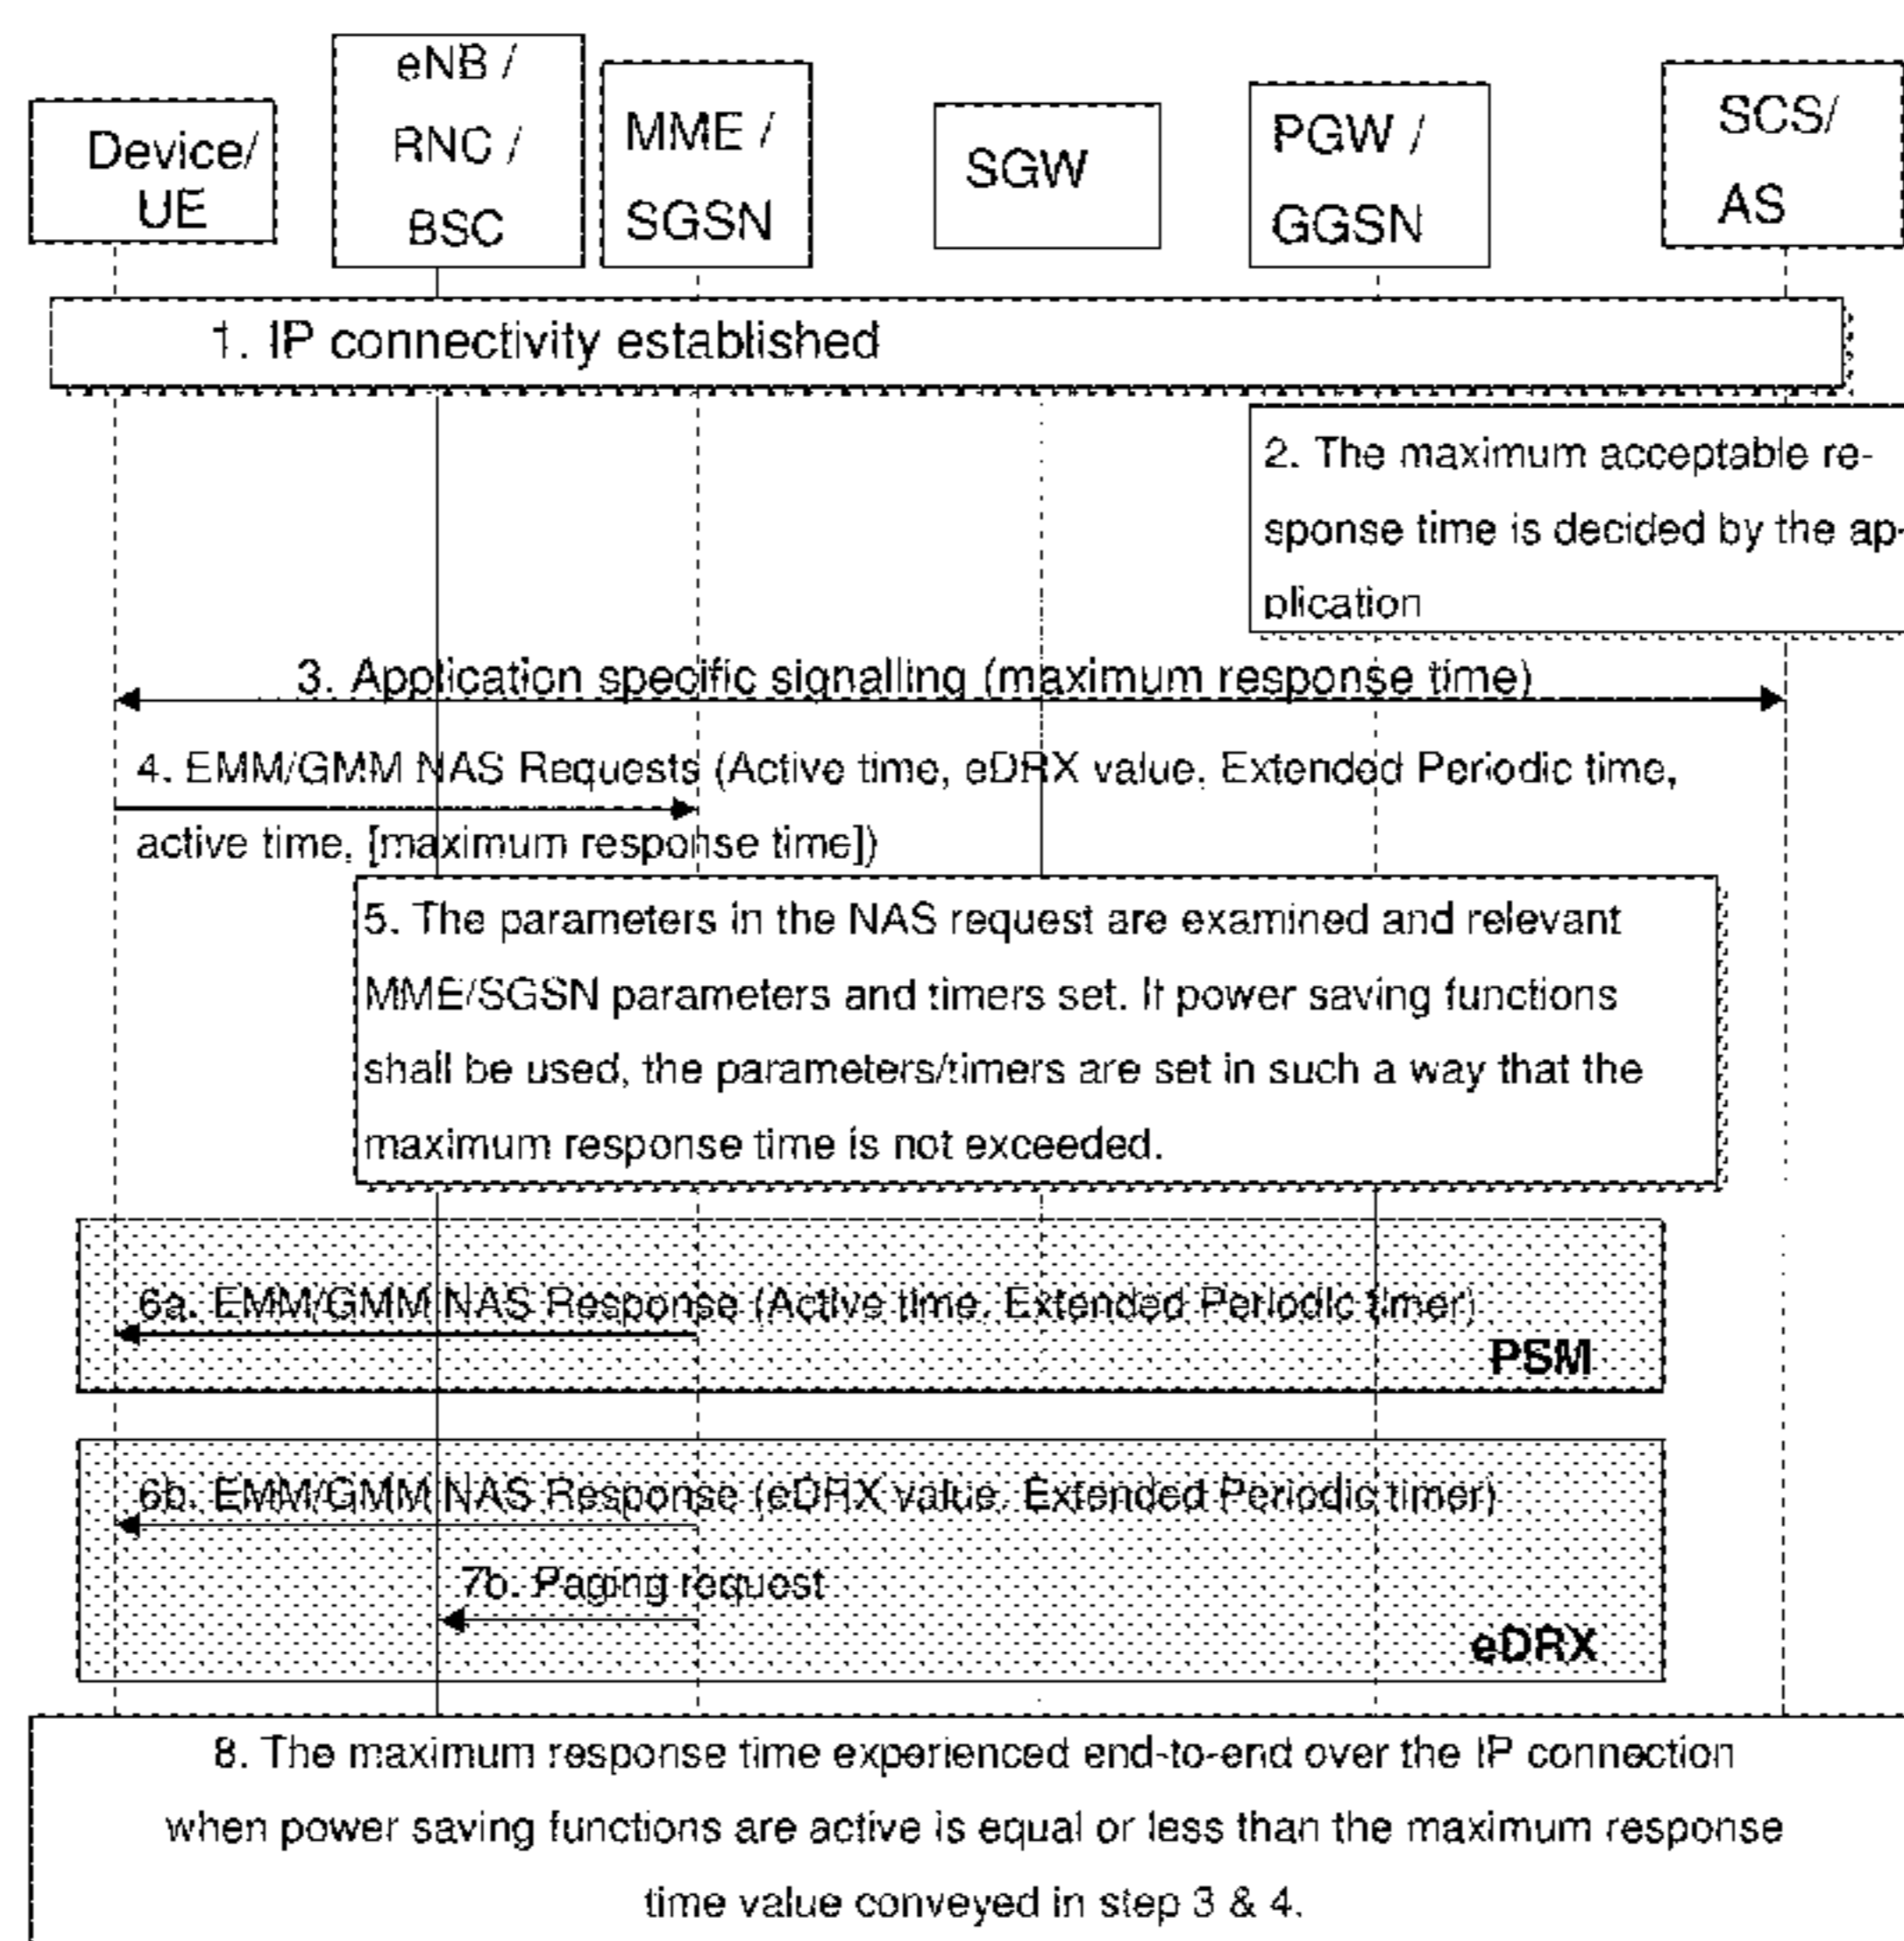 Device/
UE
eNB /
RNC /
BSC
MME /
SGSN
SGW
PGW /
GGSN
SCS/
AS
1. IP connectivity established
2. The maximum acceptable re-
sponse time is decided by the ap-
plication
3. Application specific signalling (maximum response time)
4. EMM/GMM NAS Requests (Active time, eDRX value, Extended Periodic time,
active time, [maximum response time])
5. The parameters in the NAS request are examined and relevant
MME/SGSN parameters and timers set. If power saving functions
shall be used, the parameters/timers are set in such a way that the
maximum response time is not exceeded.
6a. EMM/GMM NAS Response (Active time, Extended Periodic timer)
PSM
6b. EMM/GMM NAS Response (eDRX value, Extended Periodic timer)
7b. Paging request
eDRX
8. The maximum response time experienced end-to-end over the IP connection
when power saving functions are active is equal or less than the maximum response
time value conveyed in step 3 & 4.